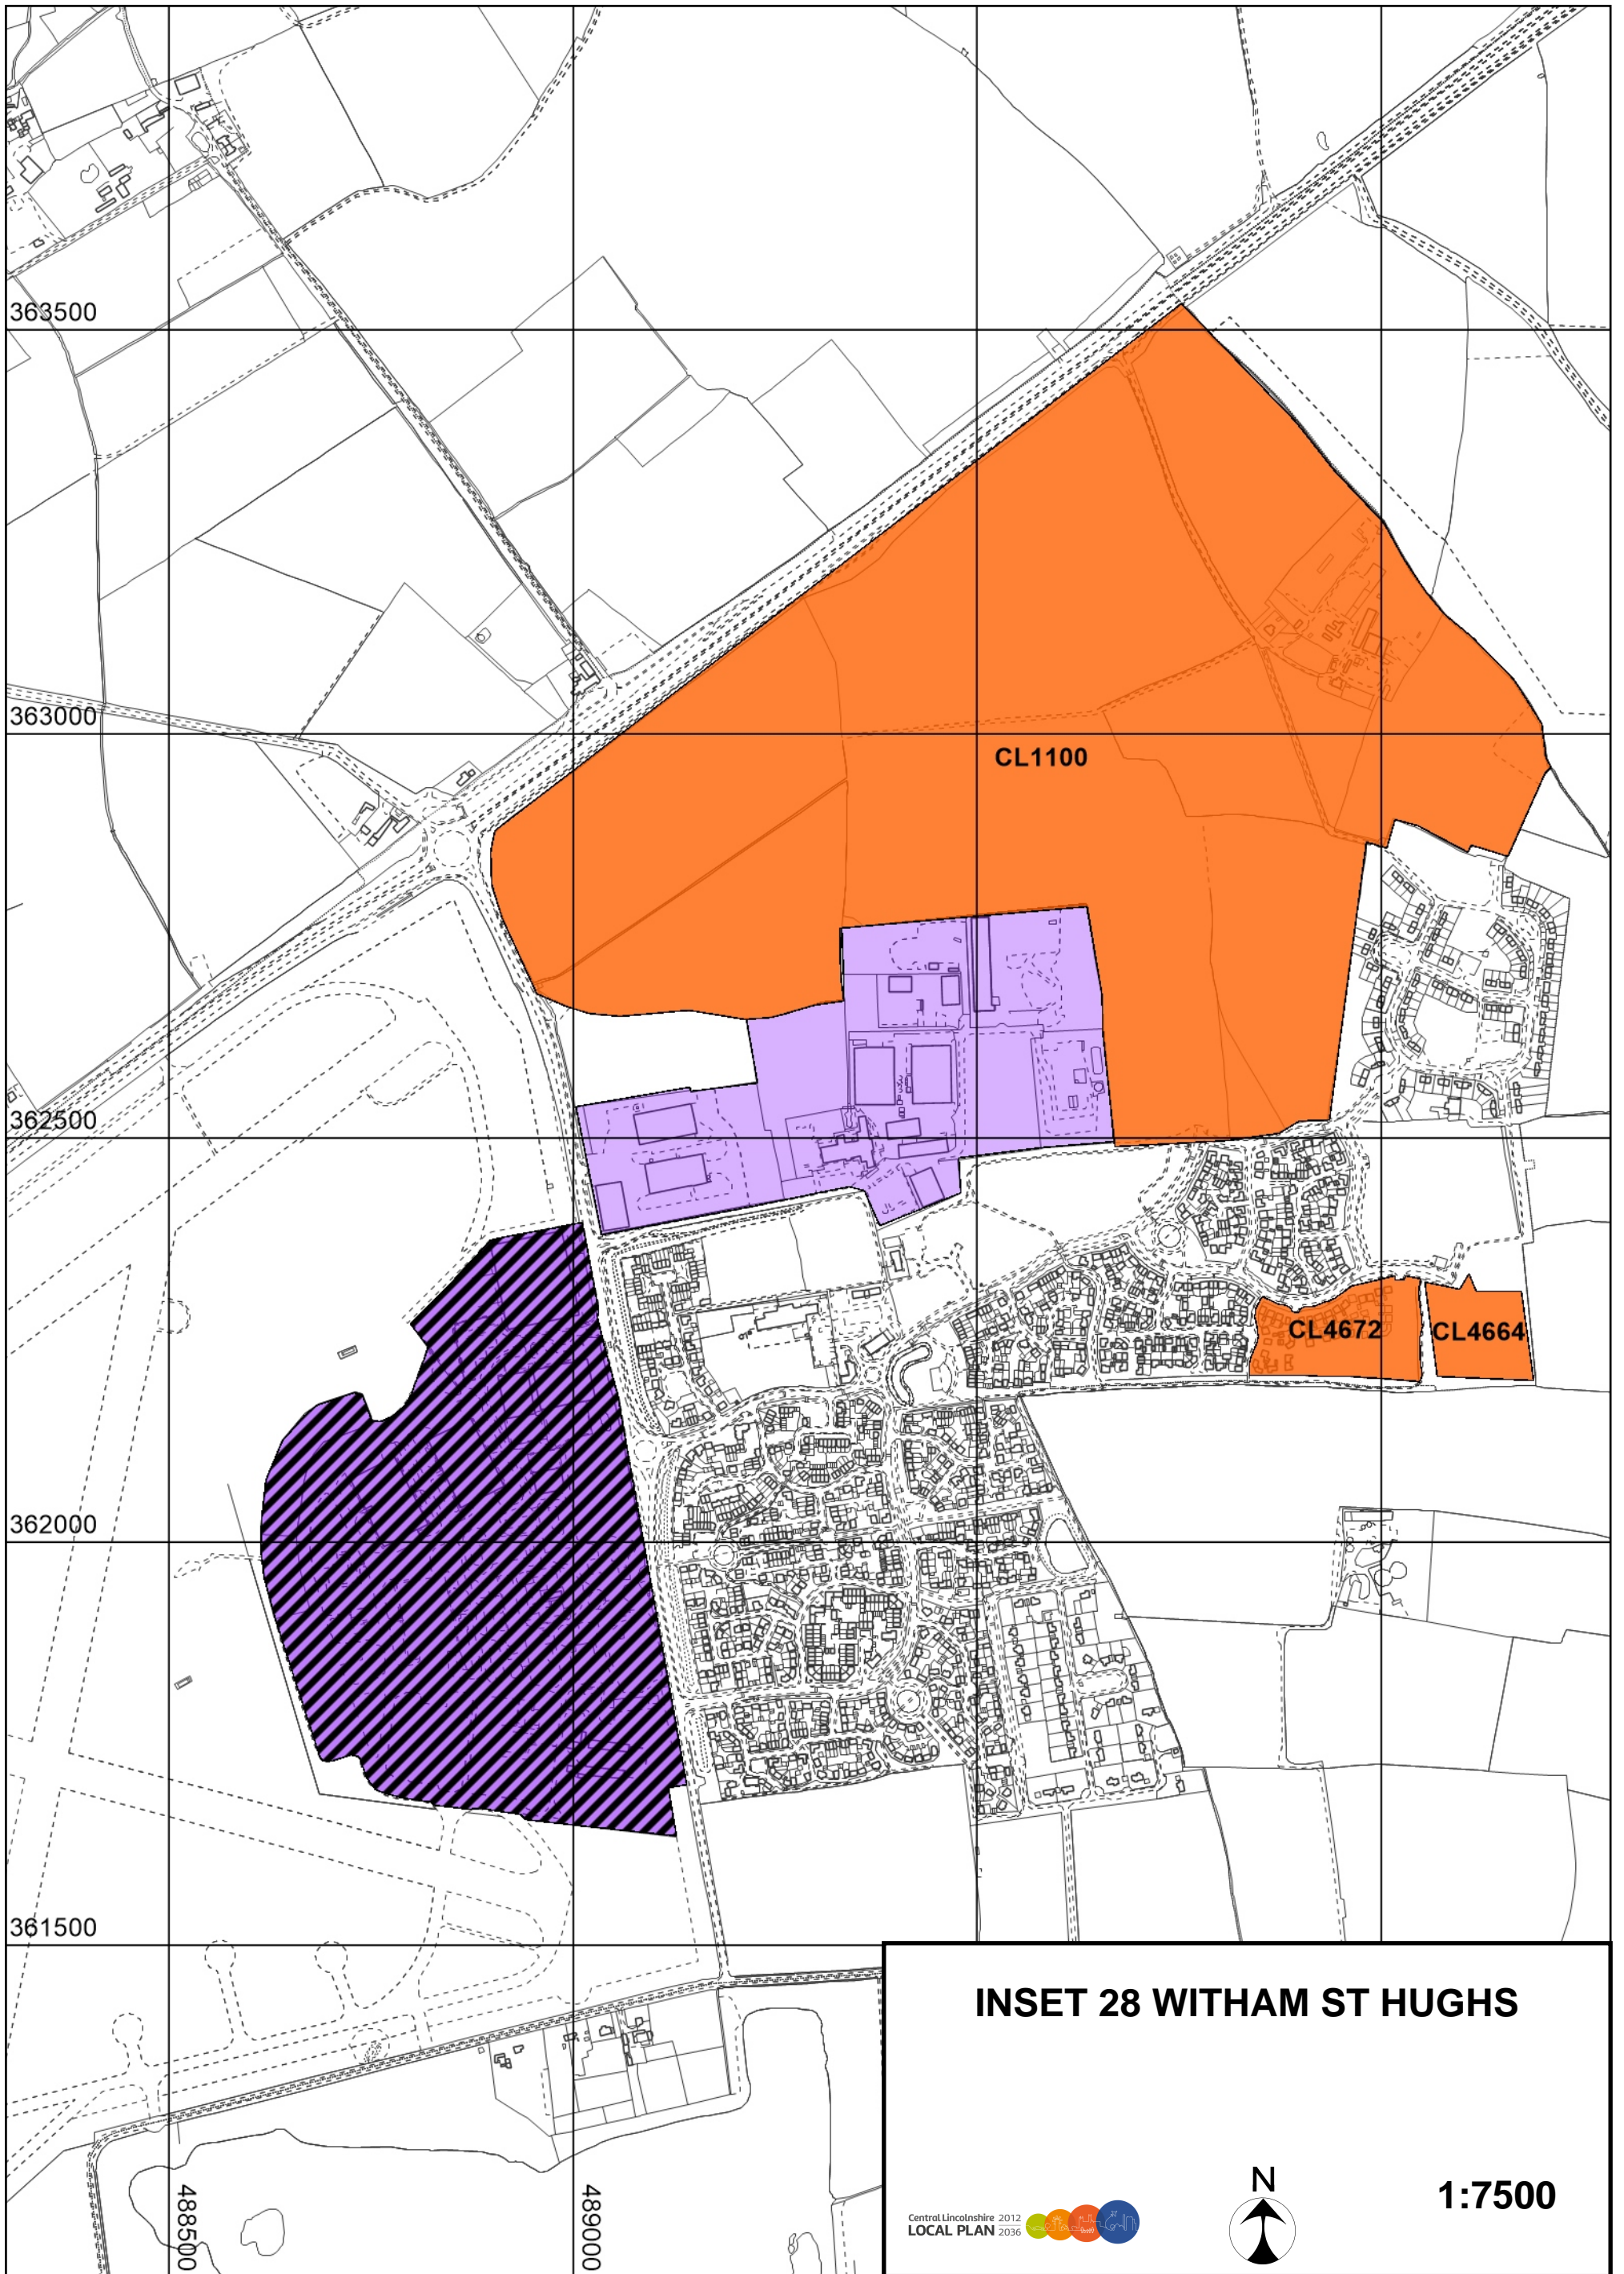 363500
363000
CL1100
362500
CL4672
CL4664
362000
361500
INSET 28 WITHAM ST HUGHS
488500
489000
N
1:7500
Central Lincolnshire 2012
LOCAL PLAN 2036